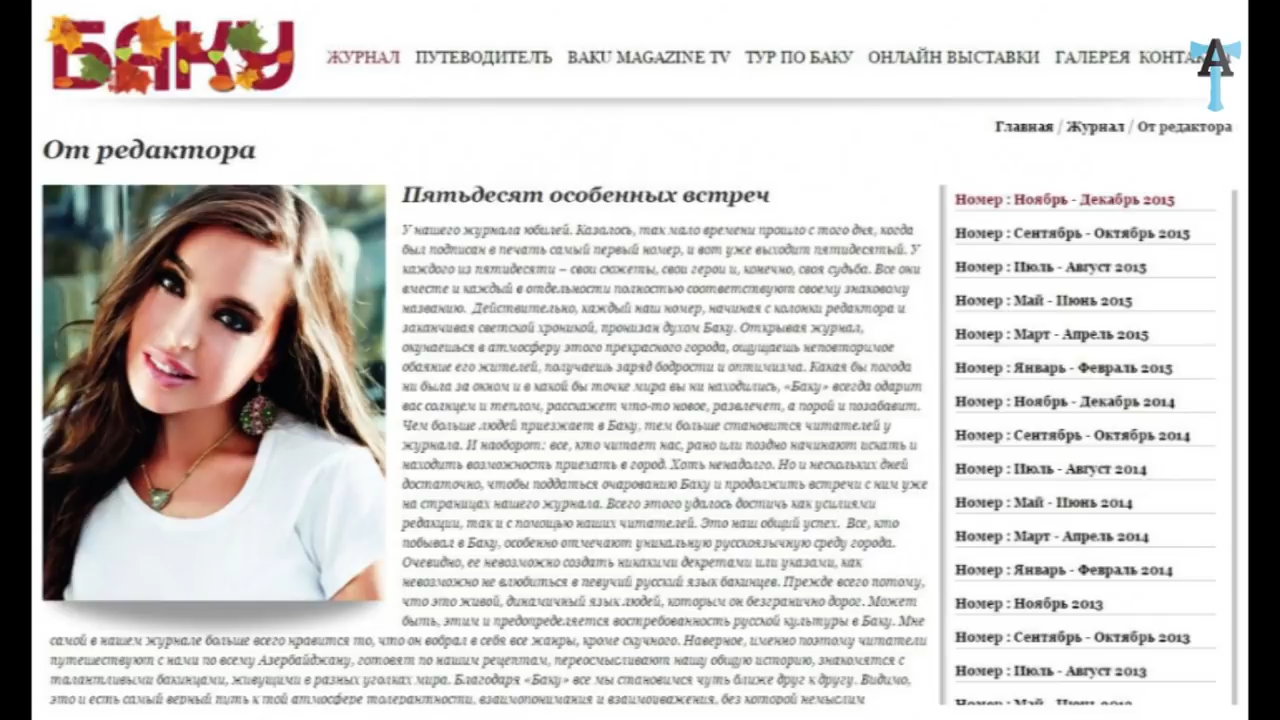 БАКУ
ЖУРНАЛ ПУТЕВОДИТЕЛЬ BAKU MAGAZINE TV ТУР ПО БАКУ ОНЛАЙН ВЫСТАВКИ ГАЛЕРЕЯ
A
Главная / Журнал / От редактора
От редактора
Пятьдесят особенных встреч
У нашего журнала юбилей. Казалось, так мало времени прошло с того дня, когда
был подписан в печать самый первый номер, и вот уже выходит пятидесятый. У
каждого из пятидесяти – свои сюжеты, свои герои и, конечно, своя судьба. Все они
вместе и каждый в отдельности полностью соответствуют своему знаковому
названию. Действительно, каждый наш номер, начиная с колонки редактора и
заканчивая светской хроникой, пронизан духом Баку. Открывая журнал,
окунаешься в атмосферу этого прекрасного города, ощущаешь неповторимое
обаяние его жителей, получаешь заряд бодрости и оптимизма. Какая бы погода
ни была за окном и в какой бы точке мира вы ни находились, «Баку» всегда одарит
вас солнцем и теплом, расскажет что-то новое, развлечет, а порой и позабавит.
Чем больше людей приезжает в Баку, тем больше становится читателей у
журнала. И наоборот: все, кто читает нас, рано или поздно начинают искать и
находить возможность приехать в город. Хоть ненадолго. Но и нескольких дней
достаточно, чтобы поддаться очарованию Баку и продолжить встречи с ним уже
на страницах нашего журнала. Всего этого удалось достичь как усилиями
редакции, так и с помощью наших читателей. Это наш общий успех. Все, кто
побывал в Баку, особенно отмечают уникальную русскоязычную среду города.
Очевидно, ее невозможно создать никакими декретами или указами, как
невозможно не влюбиться в певучий русский язык бакинцев. Прежде всего потому,
что это живой, динамичный язык людей, которым он безгранично дорог. Может
быть, этим и предопределяется востребованность русской культуры в Баку. Мне
самой в нашем журнале больше всего нравится то, что он вобрал в себя все жанры, кроме скучного. Наверное, именно поэтому читатели
путешествуют с нами по всему Азербайджану, готовят по нашим рецептам, переосмысливают нашу общую историю, знакомятся с
талантливыми бакинцами, живущими в разных уголках мира. Благодаря «Баку» все мы становимся чуть ближе друг к другу. Видимо,
это и есть самый верный путь к той атмосфере толерантности, взаимопонимания и взаимоуважения, без которой немыслим
Номер : Ноябрь - Декабрь 2015
Номер : Сентябрь - Октябрь 2015
Номер : Июль - Август 2015
Номер : Май - Июнь 2015
Номер : Март - Апрель 2015
Номер : Январь - Февраль 2015
Номер : Ноябрь - Декабрь 2014
Номер : Сентябрь - Октябрь 2014
Номер : Июль - Август 2014
Номер : Май - Июнь 2014
Номер : Март - Апрель 2014
Номер : Январь - Февраль 2014
Номер : Ноябрь 2013
Номер : Сентябрь - Октябрь 2013
Номер : Июль - Август 2013